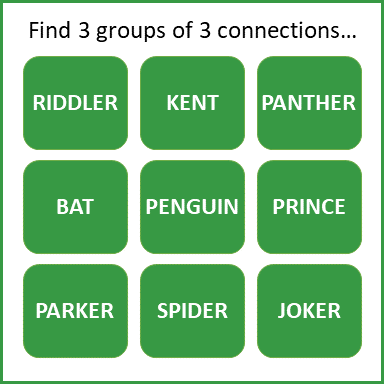 Find 3 groups of 3 connections...
RIDDLER KENT PANTHER
BAT PENGUIN PRINCE
PARKER SPIDER JOKER